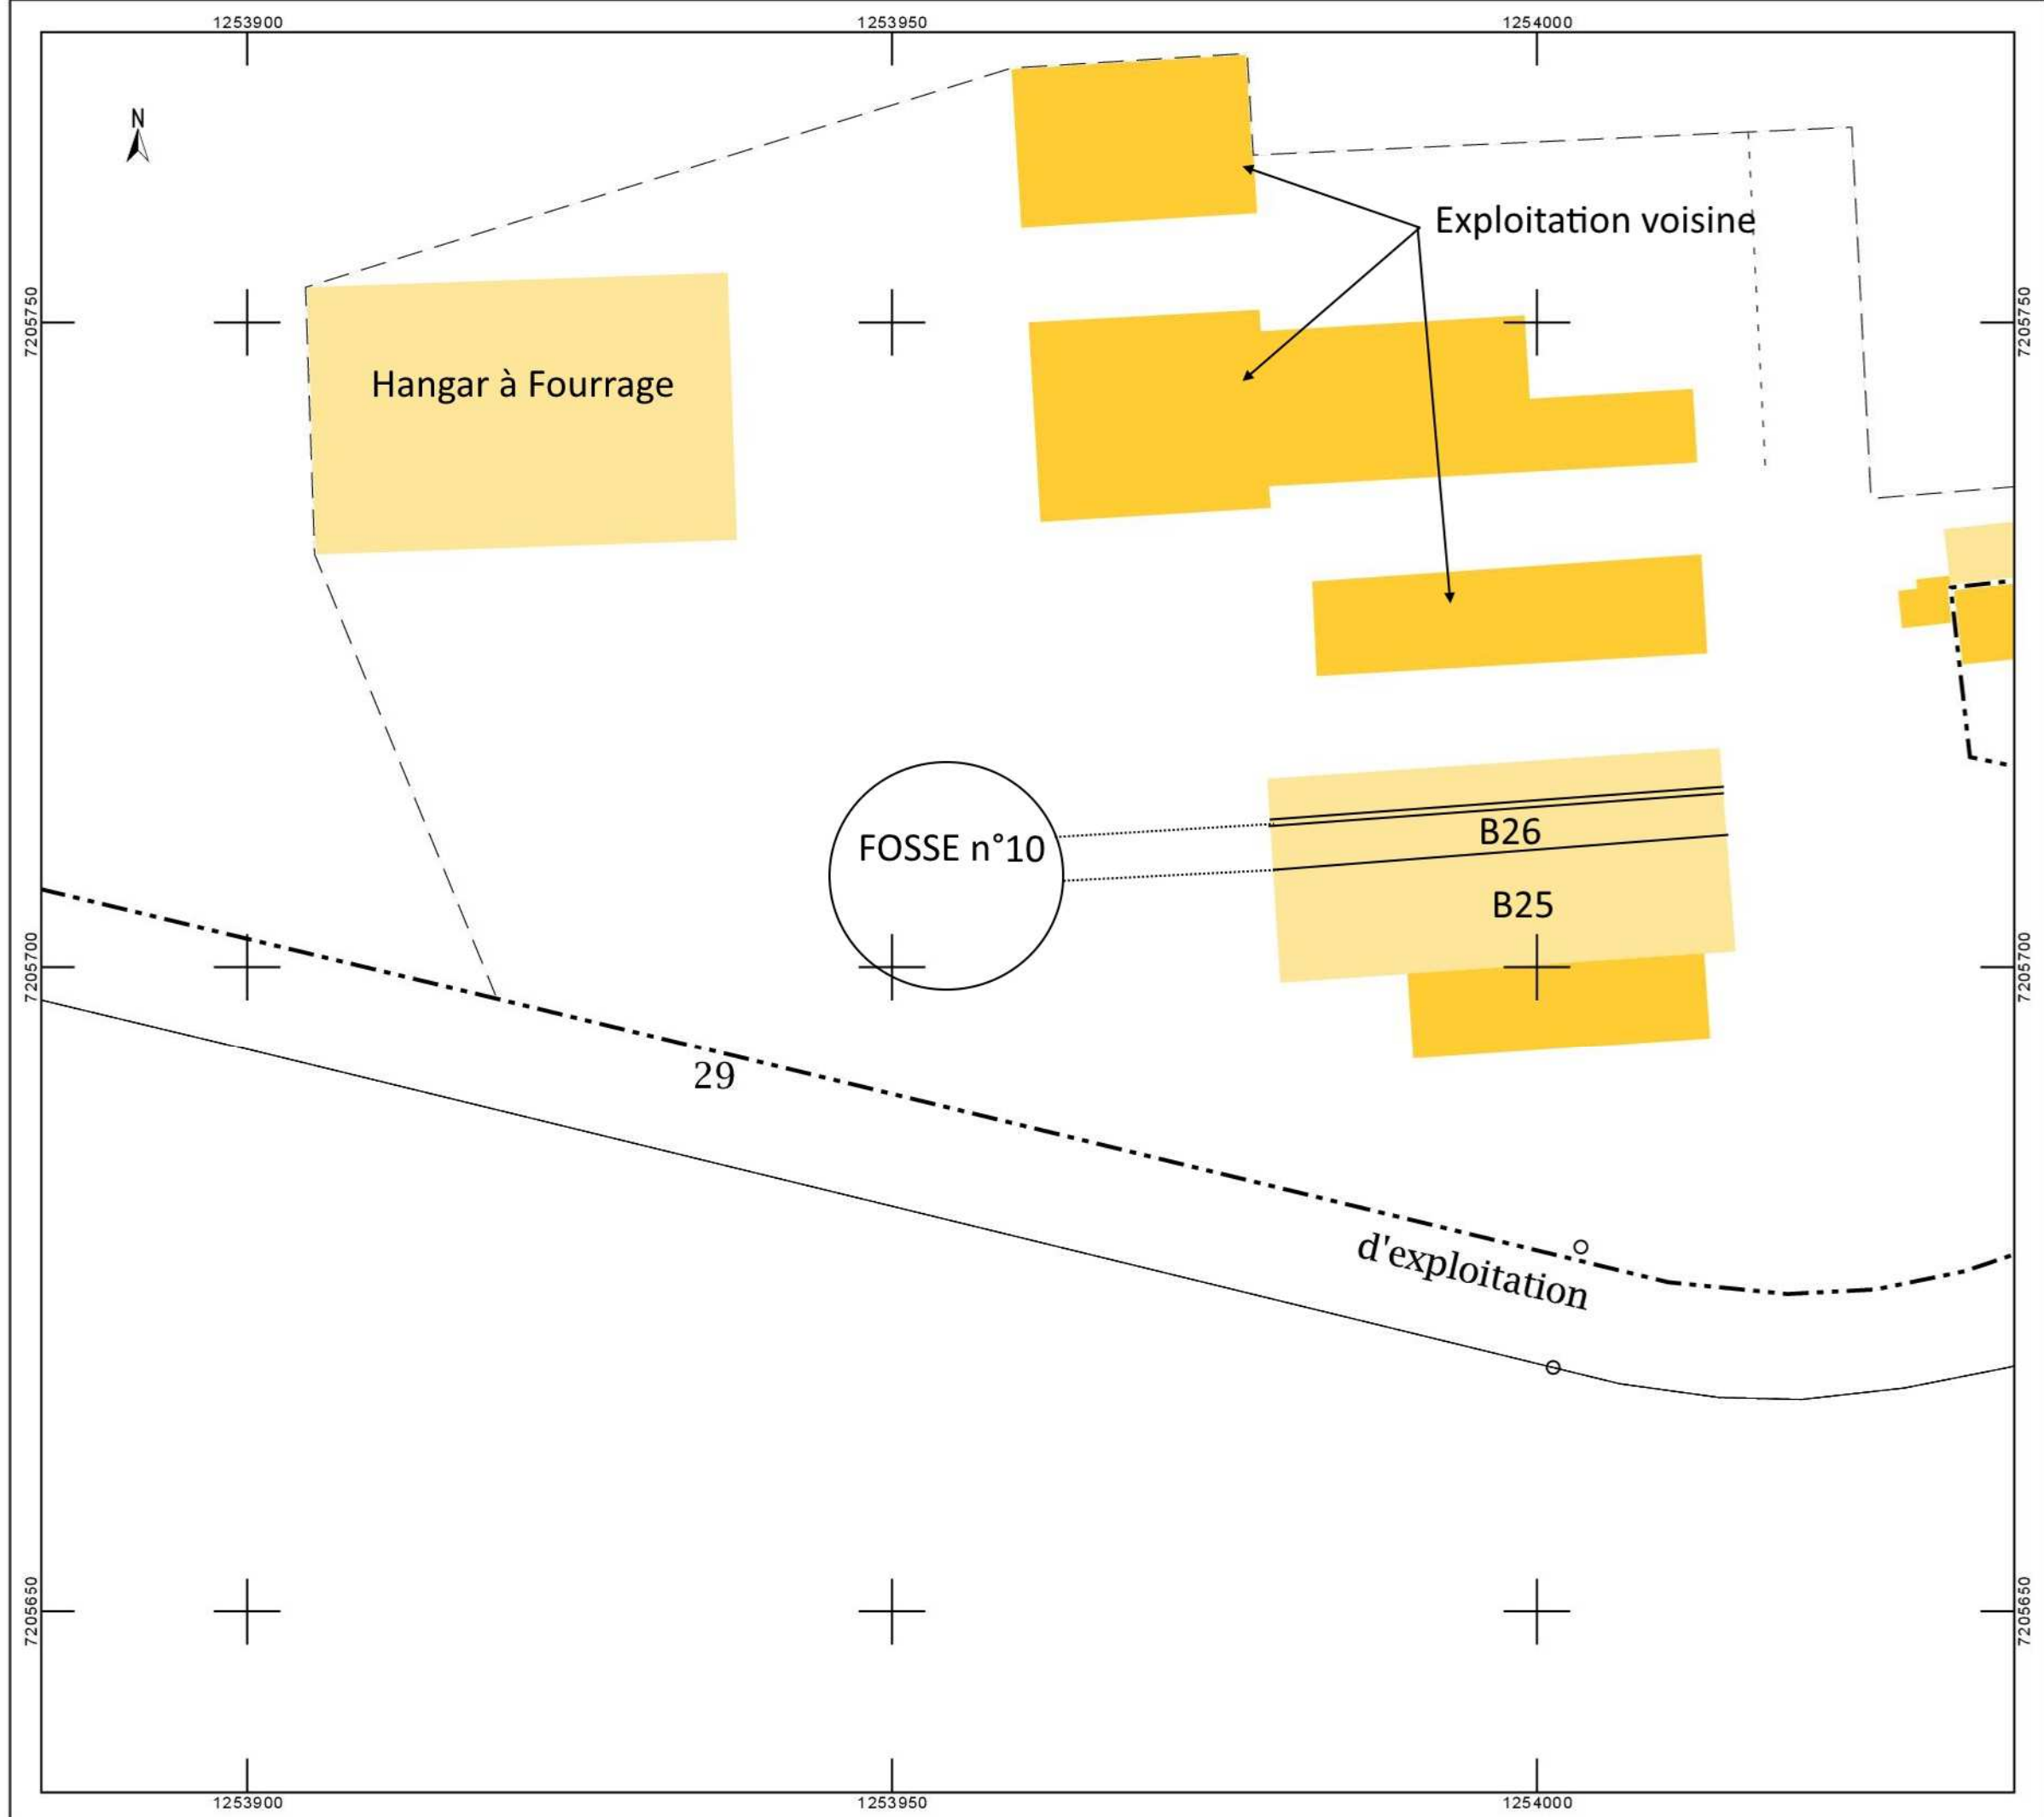 1253900
1253950
1254000
N
Exploitation voisine
7205750
7205750
Hangar à Fourrage
B26
FOSSE n°10
B25
7205700
7205700
29
d'exploitation
7205650
7205650
1253900
1253950
1254000